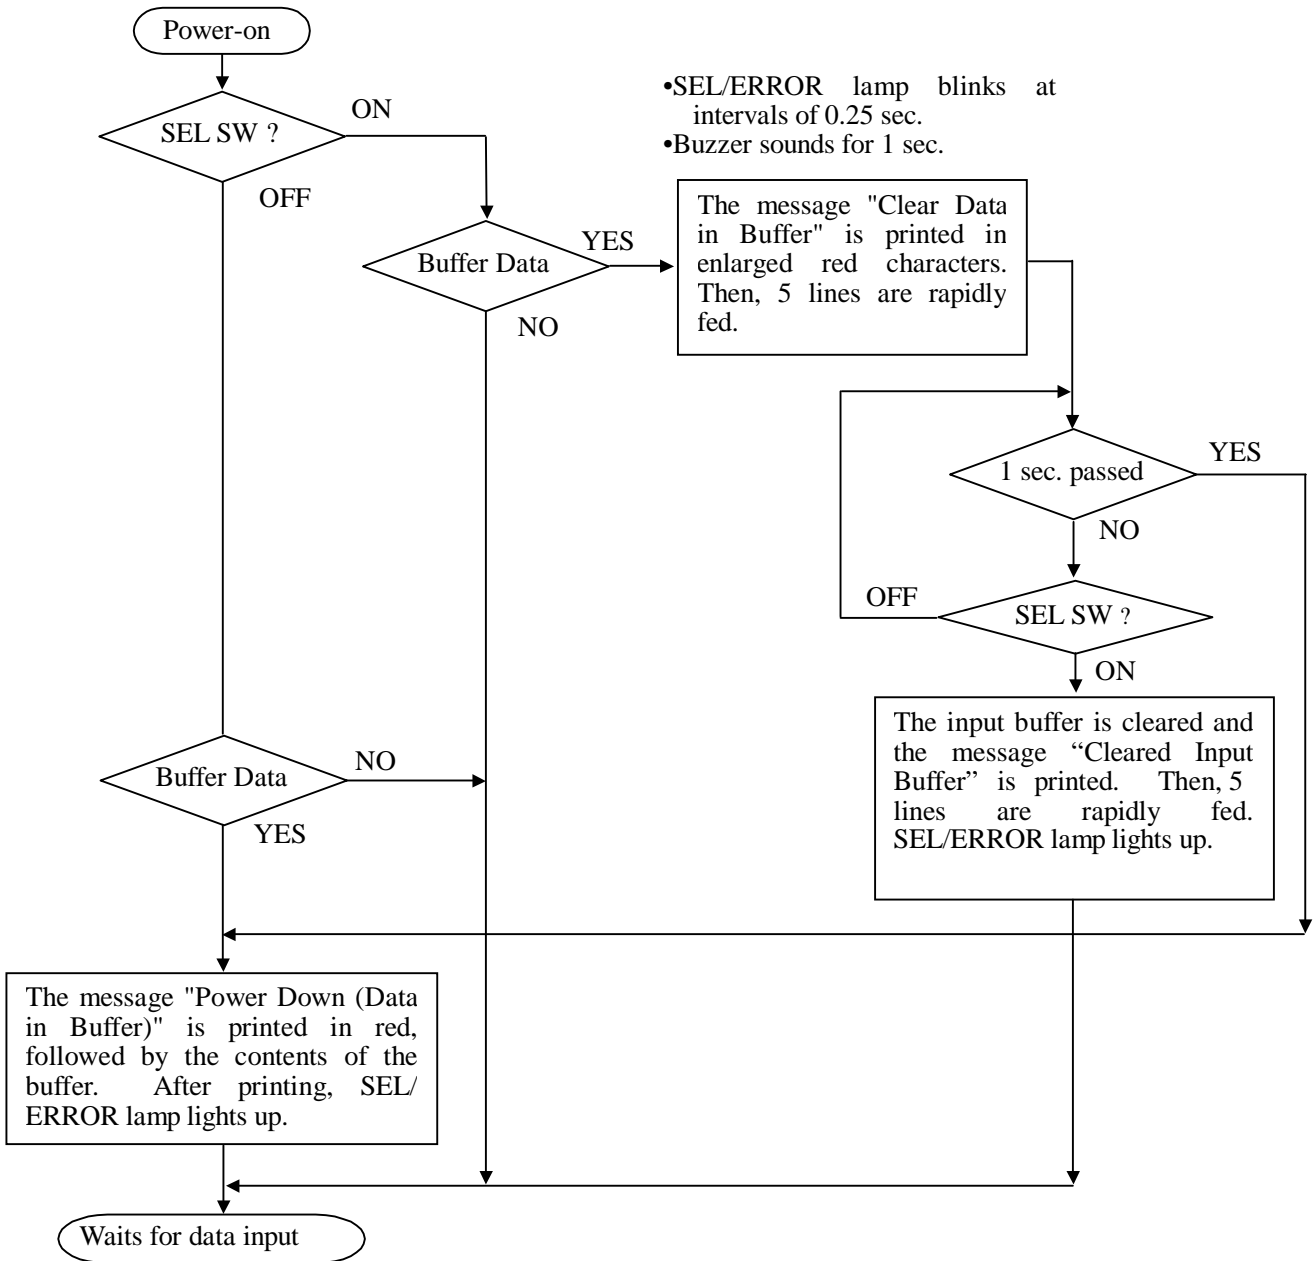 Power-on
SEL SW ?
ON
OFF
•SEL/ERROR lamp blinks at
intervals of 0.25 sec.
•Buzzer sounds for 1 sec.
Buffer Data
YES
NO
The message "Clear Data
in Buffer" is printed in
enlarged red characters.
Then, 5 lines are rapidly
fed.
1 sec. passed
YES
NO
SEL SW ?
OFF
ON
The input buffer is cleared and
the message “Cleared Input
Buffer” is printed. Then, 5
lines are rapidly fed.
SEL/ERROR lamp lights up.
Buffer Data
NO
YES
The message "Power Down (Data
in Buffer)" is printed in red,
followed by the contents of the
buffer. After printing, SEL/
ERROR lamp lights up.
Waits for data input